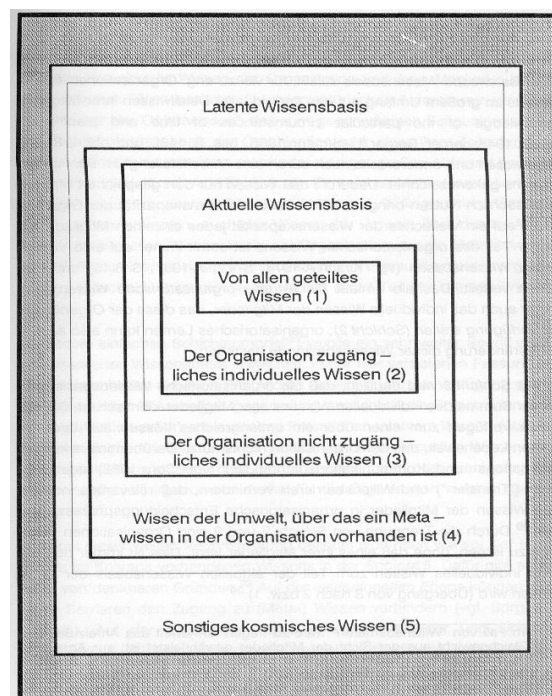 Latente Wissensbasis
Aktuelle Wissensbasis
Von allen geteiltes
Wissen (1)
Der Organisation zugäng –
liches individuelles Wissen (2)
Der Organisation nicht zugäng –
liches individuelles Wissen (3)
Wissen der Umwelt, über das ein Meta –
wissen in der Organisation vorhanden ist (4)
Sonstiges kosmisches Wissen (5)